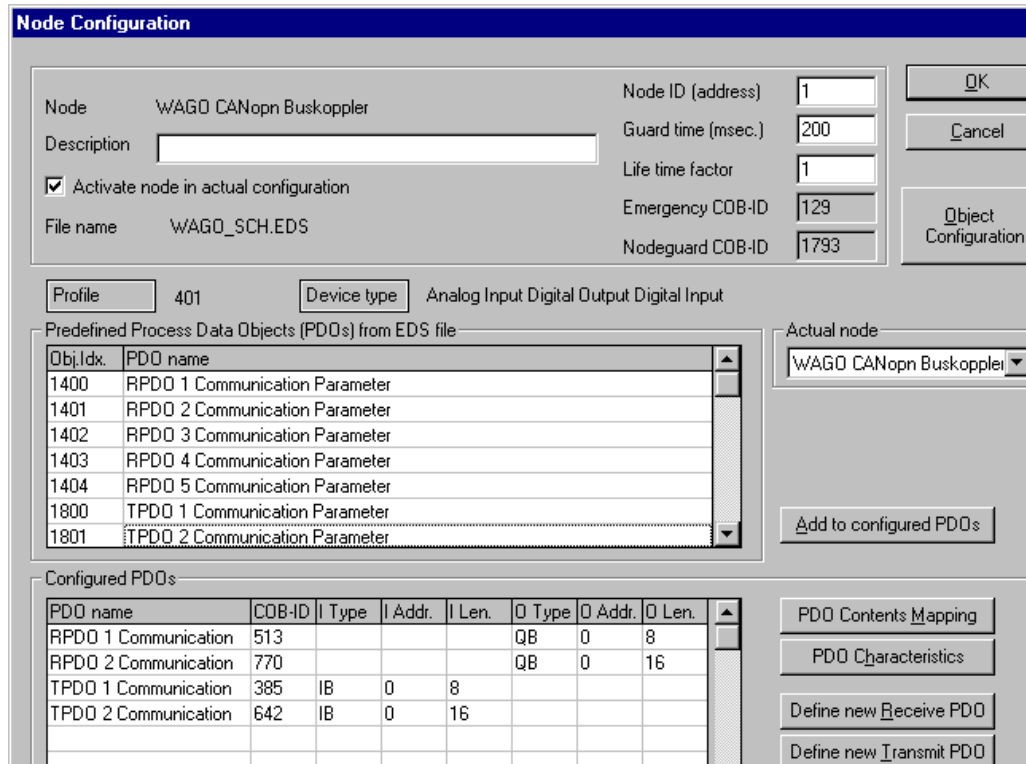 Node Configuration
Node WAGO CANopn Buskoppler
Description
Activate node in actual configuration
File name WAGO_SCH.EDS
Node ID (address) 1
Guard time (msec.) 200
Life time factor 1
Emergency COB-ID 129
Nodeguard COB-ID 1793
OK
Cancel
Object
Configuration
Profile 401 Device type Analog Input Digital Output Digital Input
Predefined Process Data Objects (PDOs) from EDS file
Obj.Idx. PDO name
1400 RPDO 1 Communication Parameter
1401 RPDO 2 Communication Parameter
1402 RPDO 3 Communication Parameter
1403 RPDO 4 Communication Parameter
1404 RPDO 5 Communication Parameter
1800 TPDO 1 Communication Parameter
1801 TPDO 2 Communication Parameter
Actual node
WAGO CANopn Buskoppler
Add to configured PDOs
Configured PDOs
PDO name COB-ID I Type I Addr. I Len. O Type O Addr. O Len.
RPDO 1 Communication 513 QB 0 8
RPDO 2 Communication 770 QB 0 16
TPDO 1 Communication 385 IB 0 8
TPDO 2 Communication 642 IB 0 16
PDO Contents Mapping
PDO Characteristics
Define new Receive PDO
Define new Transmit PDO